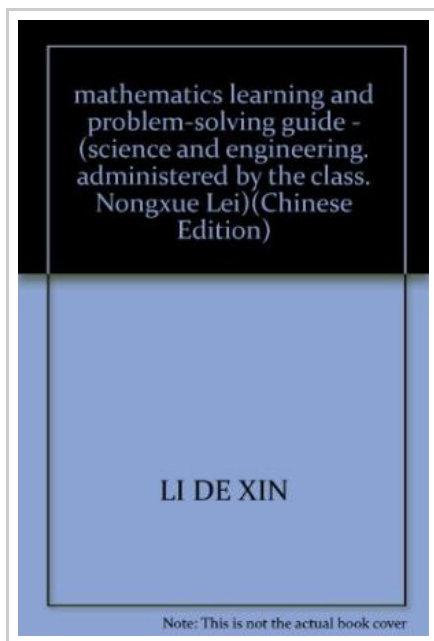 mathematics learning and
problem-solving guide -
(science and engineering.
administered by the class.
Nongxue Lei)(Chinese
Edition)
LI DE XIN
Note: This is not the actual book cover